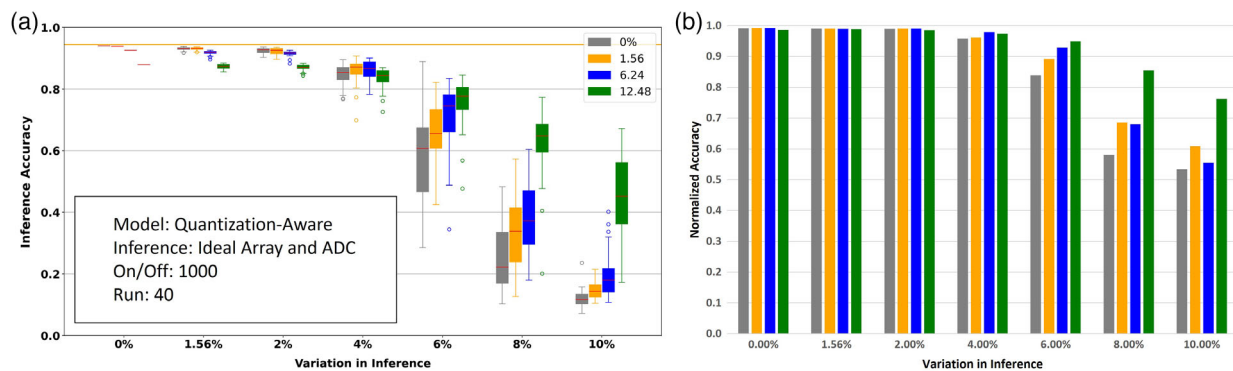 (a)
Inference Accuracy
1.0
0.8
0.6
0.4
0.2
0.0
0%
1.56
6.24
12.48
Model: Quantization-Aware
Inference: Ideal Array and ADC
On/Off: 1000
Run: 40
0% 1.56% 2% 4% 6% 8% 10%
Variation in Inference
(b)
Normalized Accuracy
1.0
0.9
0.8
0.7
0.6
0.5
0.4
0.3
0.2
0.1
0.0
0.00% 1.56% 2.00% 4.00% 6.00% 8.00% 10.00%
Variation in Inference